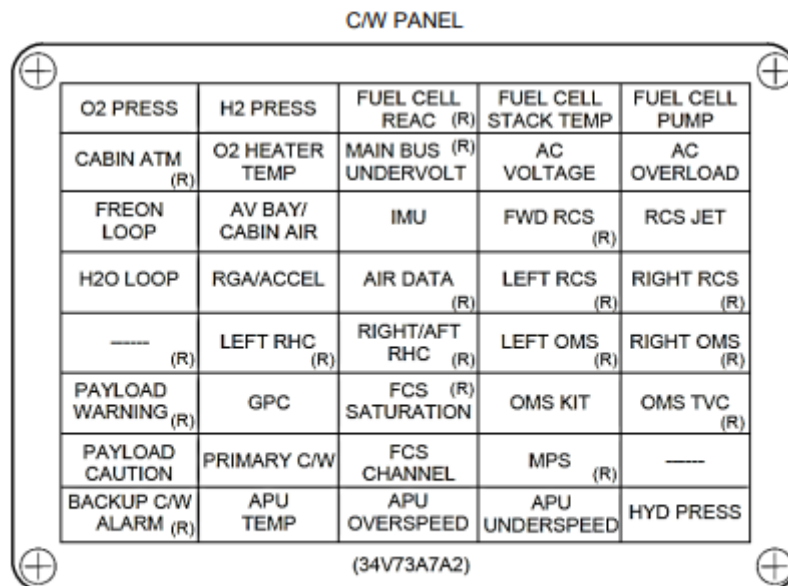 C/W PANEL
O2 PRESS
H2 PRESS
FUEL CELL
REAC (R)
FUEL CELL
STACK TEMP
FUEL CELL
PUMP
CABIN ATM
(R)
O2 HEATER
TEMP
MAIN BUS (R)
UNDERVOLT
AC
VOLTAGE
AC
OVERLOAD
FREON
LOOP
AV BAY/
CABIN AIR
IMU
FWD RCS
(R)
RCS JET
H2O LOOP
RGA/ACCEL
AIR DATA
(R)
LEFT RCS
(R)
RIGHT RCS
(R)
------
(R)
LEFT RHC
(R)
RIGHT/AFT
RHC (R)
LEFT OMS
(R)
RIGHT OMS
(R)
PAYLOAD
WARNING (R)
GPC
FCS (R)
SATURATION
OMS KIT
OMS TVC
(R)
PAYLOAD
CAUTION
PRIMARY C/W
FCS
CHANNEL
MPS
(R)
------
BACKUP C/W
ALARM (R)
APU
TEMP
APU
OVERSPEED
APU
UNDERSPEED
HYD PRESS
(34V73A7A2)